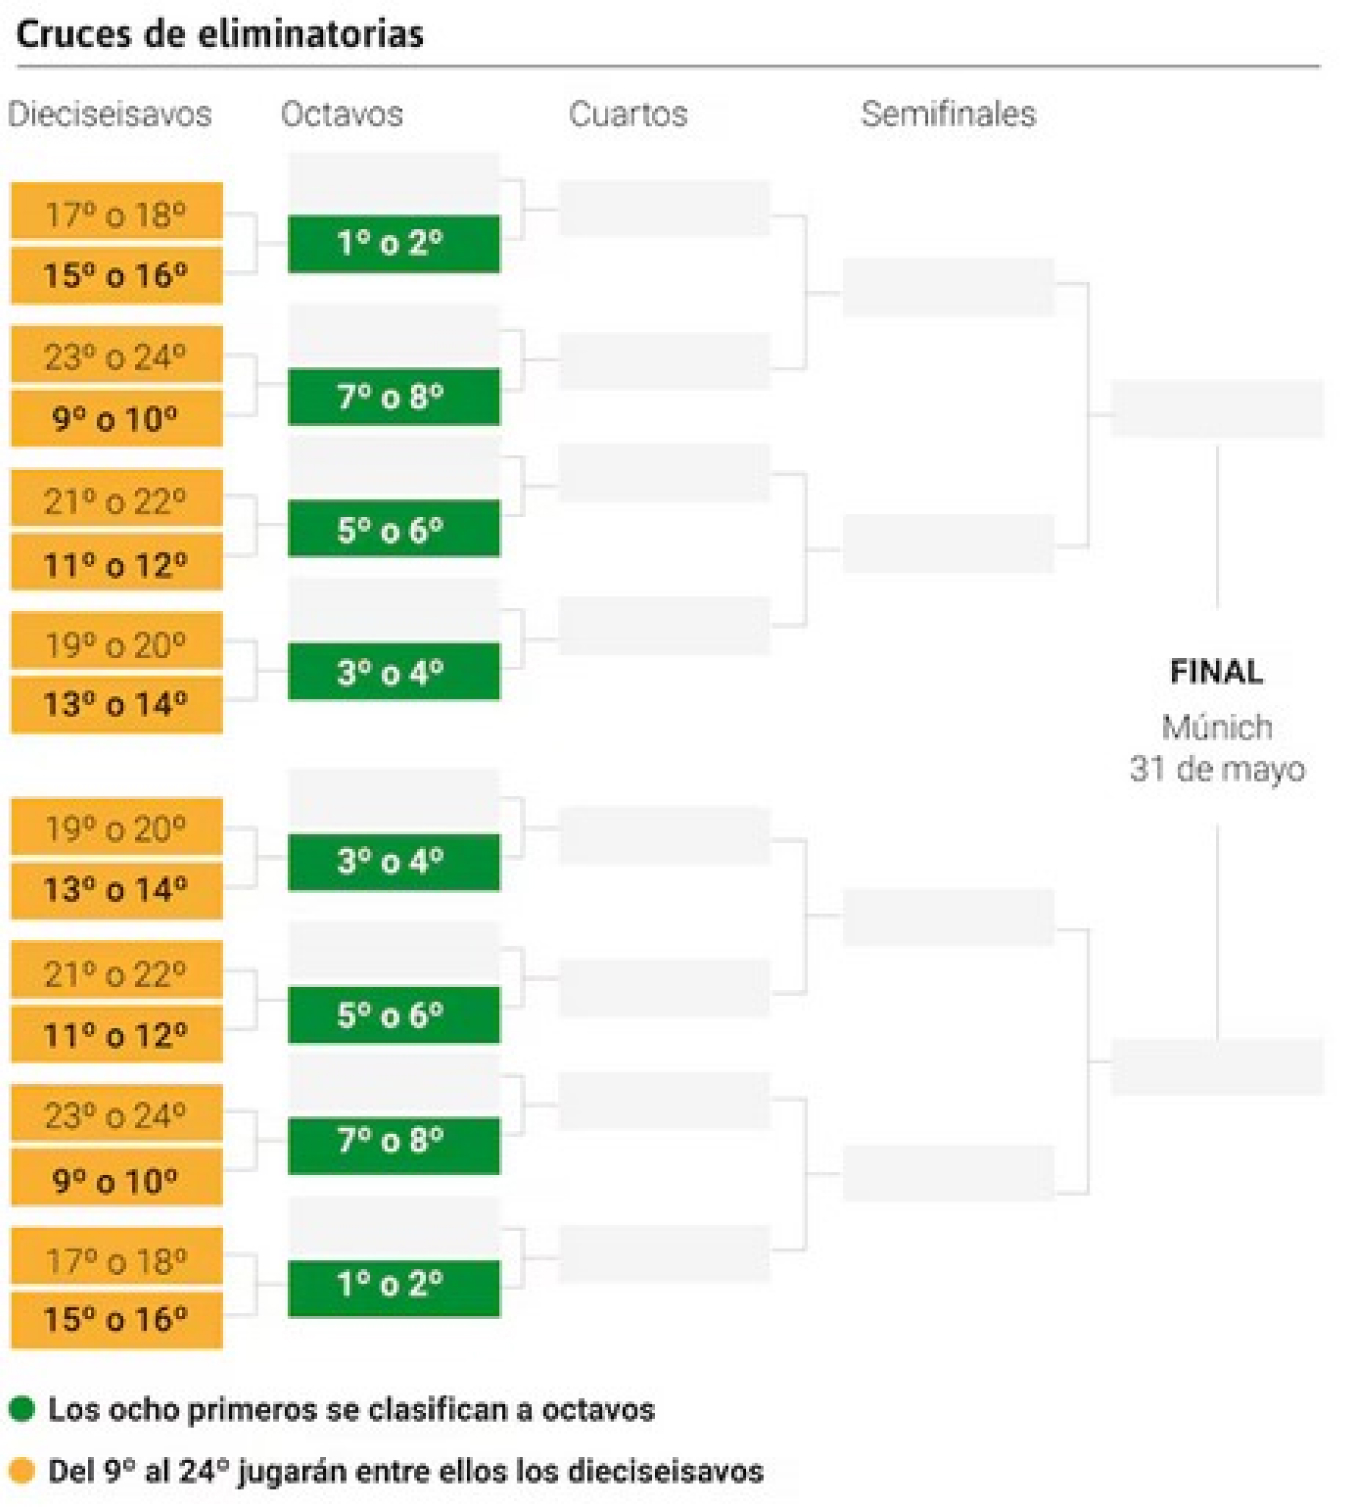 Cruces de eliminatorias
Dieciseisavos Octavos Cuartos Semifinales
17º o 18º
15º o 16º
1º o 2º
23º o 24º
9º o 10º
7º o 8º
21º o 22º
11º o 12º
5º o 6º
19º o 20º
13º o 14º
3º o 4º
FINAL
Múnich
31 de mayo
19º o 20º
13º o 14º
3º o 4º
21º o 22º
11º o 12º
5º o 6º
23º o 24º
9º o 10º
7º o 8º
17º o 18º
15º o 16º
1º o 2º
Los ocho primeros se clasifican a octavos
Del 9º al 24º jugarán entre ellos los dieciseisavos